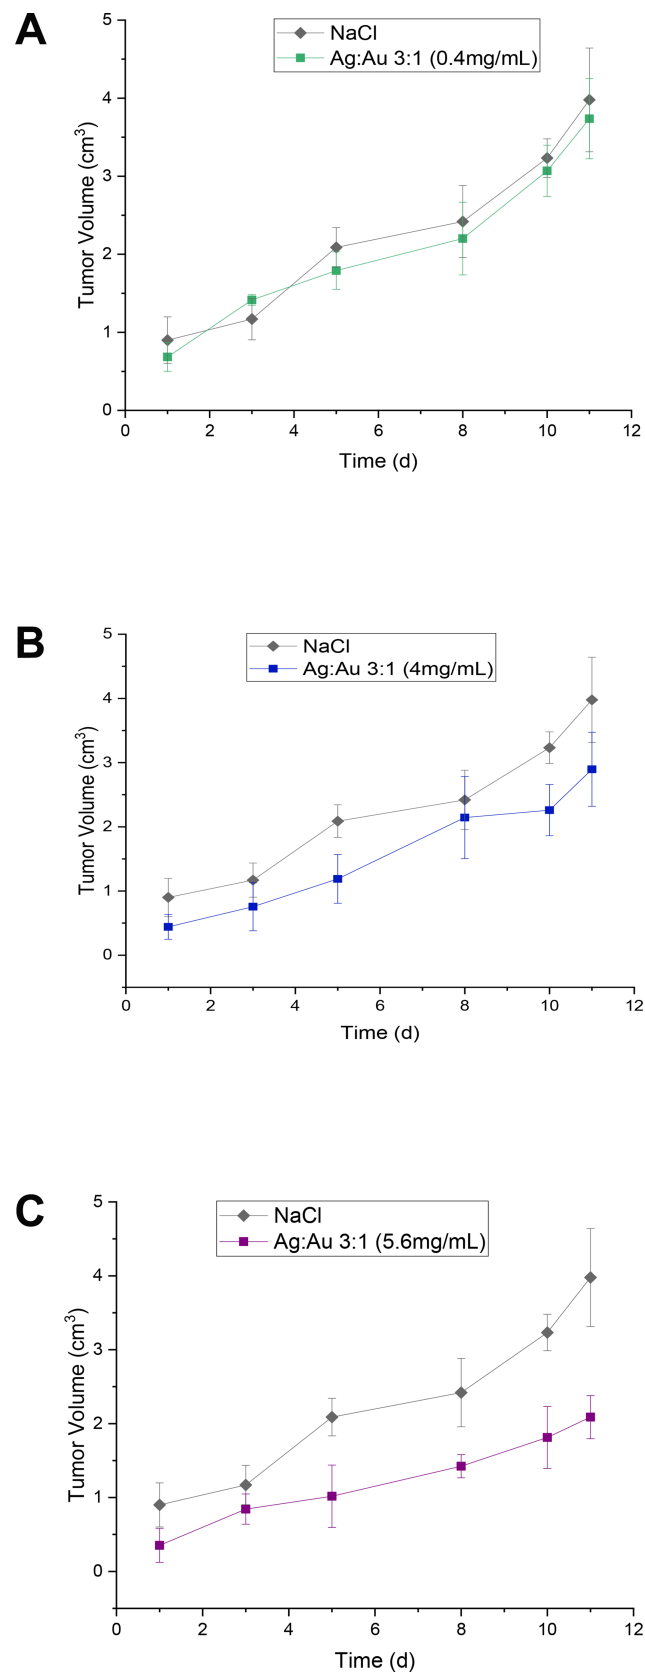 A
NaCl
Ag:Au 3:1 (0.4mg/mL)
Tumor Volume (cm³)
5
4
3
2
1
0
0 2 4 6 8 10 12
Time (d)
B
NaCl
Ag:Au 3:1 (4mg/mL)
Tumor Volume (cm³)
5
4
3
2
1
0
0 2 4 6 8 10 12
Time (d)
C
NaCl
Ag:Au 3:1 (5.6mg/mL)
Tumor Volume (cm³)
5
4
3
2
1
0
0 2 4 6 8 10 12
Time (d)